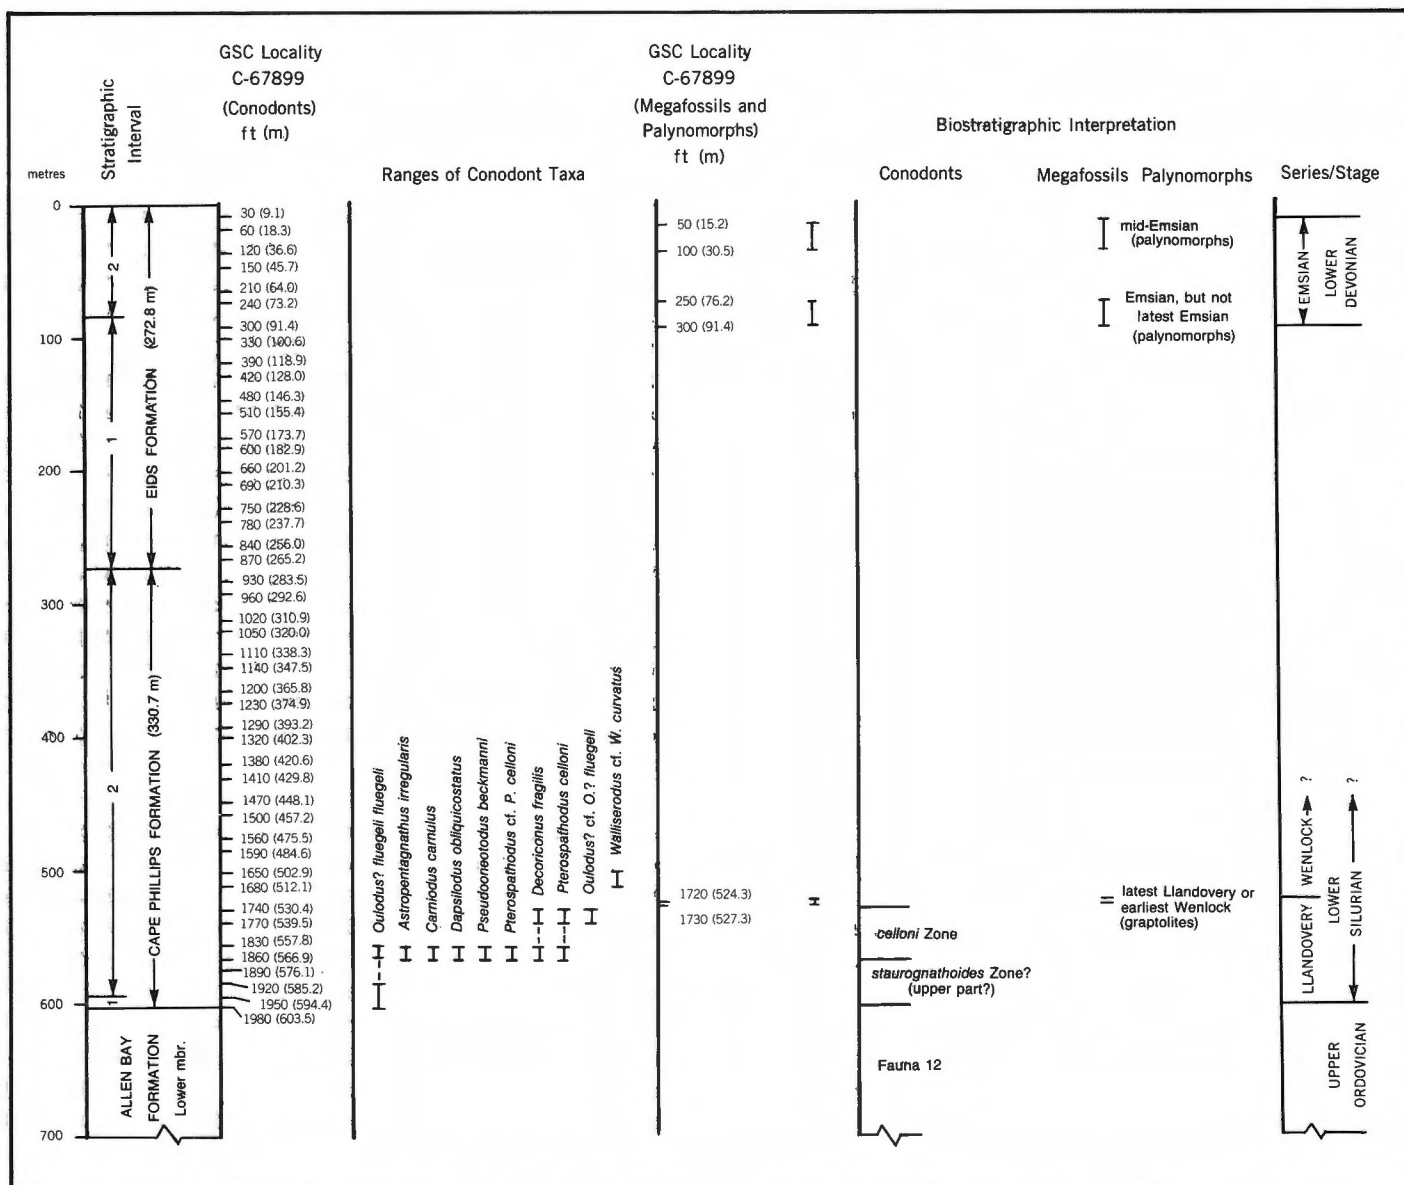 GSC Locality
C-67899
(Conodonts)
ft (m)
GSC Locality
C-67899
(Megafossils and
Palynomorphs)
ft (m)
Stratigraphic
Interval
metres
Ranges of Conodont Taxa
Biostratigraphic Interpretation
Conodonts
Megafossils Palynomorphs
Series/Stage
0
100
200
300
400
500
600
700
2
1
2
1
EIDS FORMATION (272.8 m)
CAPE PHILLIPS FORMATION (330.7 m)
ALLEN BAY
FORMATION
Lower mbr.
30 (9.1)
60 (18.3)
120 (36.6)
150 (45.7)
210 (64.0)
240 (73.2)
300 (91.4)
330 (100.6)
390 (118.9)
420 (128.0)
480 (146.3)
510 (155.4)
570 (173.7)
600 (182.9)
660 (201.2)
690 (210.3)
750 (228.6)
780 (237.7)
840 (256.0)
870 (265.2)
930 (283.5)
960 (292.6)
1020 (310.9)
1050 (320.0)
1110 (338.3)
1140 (347.5)
1200 (365.8)
1230 (374.9)
1290 (393.2)
1320 (402.3)
1380 (420.6)
1410 (429.8)
1470 (448.1)
1500 (457.2)
1560 (475.5)
1590 (484.6)
1650 (502.9)
1680 (512.1)
1740 (530.4)
1770 (539.5)
1830 (557.8)
1860 (566.9)
1890 (576.1)
1920 (585.2)
1950 (594.4)
1980 (603.5)
Oulodus? fluegeli fluegeli
Astropentagnathus irregularis
Carniodus carnulus
Dapsilodus obliquicostatus
Pseudooneotodus beckmanni
Pterospathodus cf. P. celloni
Decoriconus fragilis
Pterospathodus celloni
Oulodus? cf. O.? fluegeli
Walliserodus cf. W. curvatus
50 (15.2)
100 (30.5)
250 (76.2)
300 (91.4)
1720 (524.3)
1730 (527.3)
celloni Zone
staurognathoides Zone?
(upper part?)
Fauna 12
mid-Emsian
(palynomorphs)
Emsian, but not
latest Emsian
(palynomorphs)
latest Llandovery or
earliest Wenlock
(graptolites)
EMSIAN
LOWER
DEVONIAN
LLANDOVERY
WENLOCK
?
LOWER
SILURIAN
?
UPPER
ORDOVICIAN